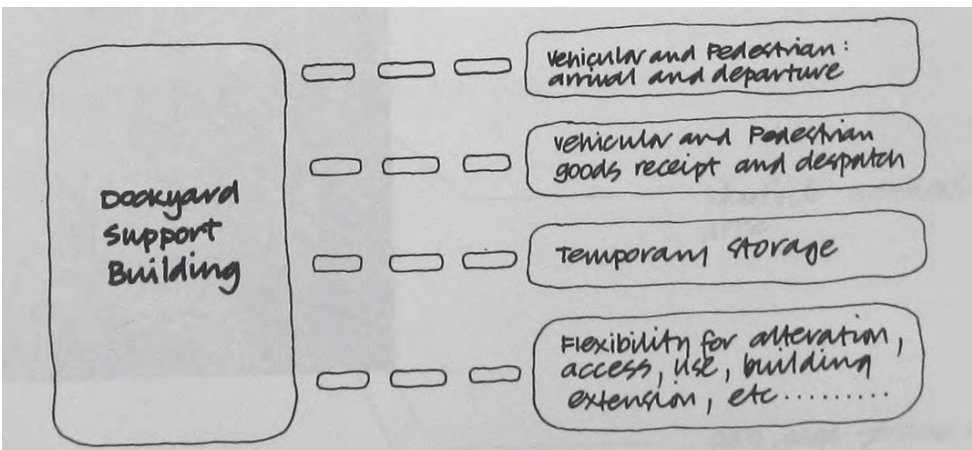 Dockyard
Support
Building
Vehicular and Pedestrian:
arrival and departure
Vehicular and Pedestrian
goods receipt and despatch
Temporary Storage
Flexibility for alteration,
access, use, building
extension, etc..........